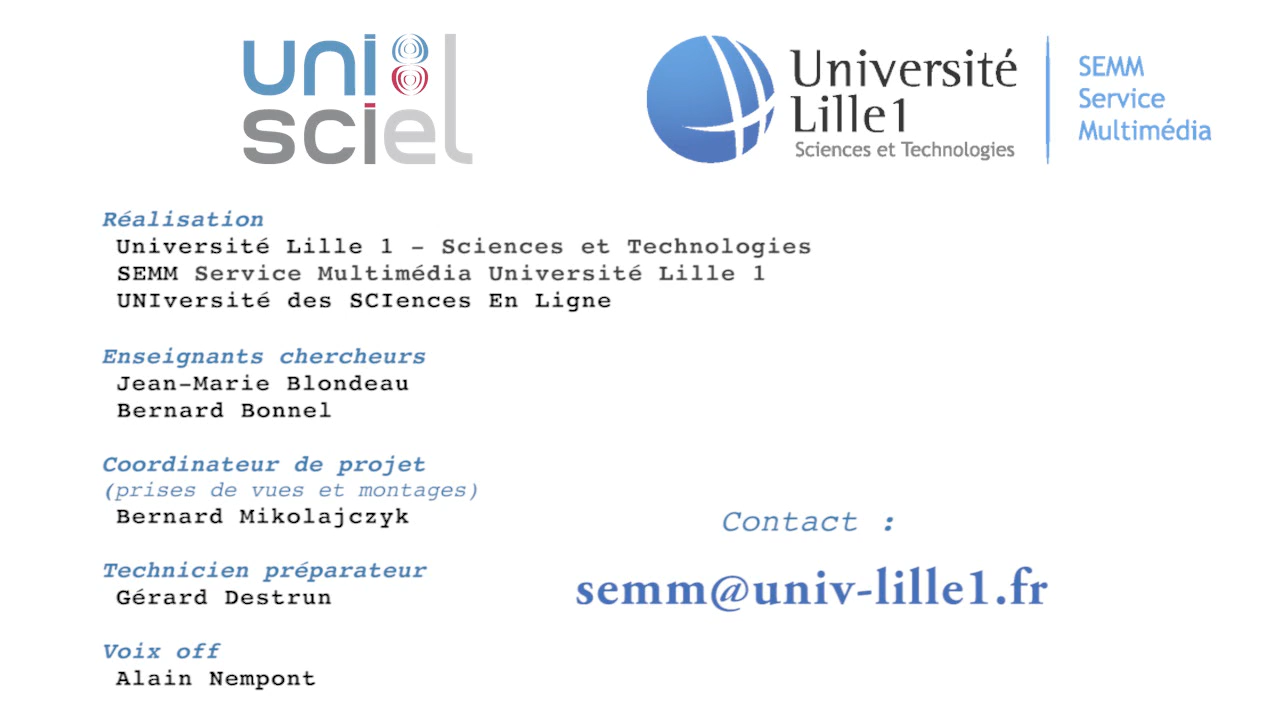 uni
sciel
Université
Lille1
Sciences et Technologies
SEMM
Service
Multimédia
Réalisation
Université Lille 1 - Sciences et Technologies
SEMM Service Multimédia Université Lille 1
UNIversité des SCIences En Ligne
Enseignants chercheurs
Jean-Marie Blondeau
Bernard Bonnel
Coordinateur de projet
(prises de vues et montages)
Bernard Mikolajczyk
Technicien préparateur
Gérard Destrun
Voix off
Alain Nempont
Contact :
semm@univ-lille1.fr